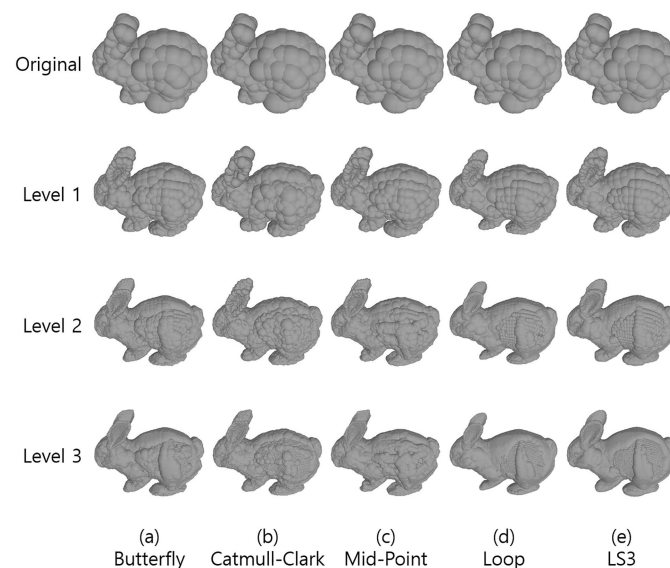 Original
Level 1
Level 2
Level 3
(a) (b) (c) (d) (e)
Butterfly Catmull-Clark Mid-Point Loop LS3